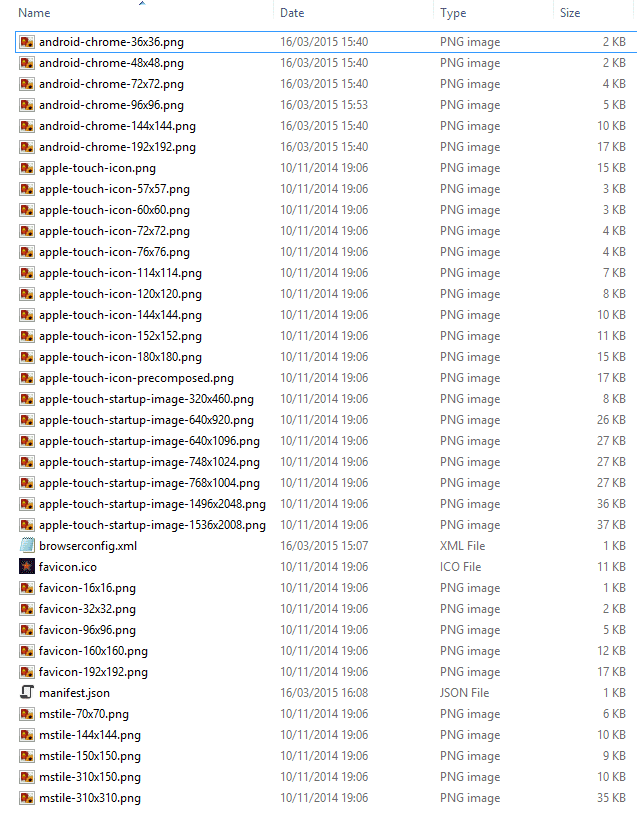 Name Date Type Size
android-chrome-36x36.png 16/03/2015 15:40 PNG image 2 KB
android-chrome-48x48.png 16/03/2015 15:40 PNG image 2 KB
android-chrome-72x72.png 16/03/2015 15:40 PNG image 4 KB
android-chrome-96x96.png 16/03/2015 15:53 PNG image 5 KB
android-chrome-144x144.png 16/03/2015 15:40 PNG image 10 KB
android-chrome-192x192.png 16/03/2015 15:40 PNG image 17 KB
apple-touch-icon.png 10/11/2014 19:06 PNG image 15 KB
apple-touch-icon-57x57.png 10/11/2014 19:06 PNG image 3 KB
apple-touch-icon-60x60.png 10/11/2014 19:06 PNG image 3 KB
apple-touch-icon-72x72.png 10/11/2014 19:06 PNG image 4 KB
apple-touch-icon-76x76.png 10/11/2014 19:06 PNG image 4 KB
apple-touch-icon-114x114.png 10/11/2014 19:06 PNG image 7 KB
apple-touch-icon-120x120.png 10/11/2014 19:06 PNG image 8 KB
apple-touch-icon-144x144.png 10/11/2014 19:06 PNG image 10 KB
apple-touch-icon-152x152.png 10/11/2014 19:06 PNG image 11 KB
apple-touch-icon-180x180.png 10/11/2014 19:06 PNG image 15 KB
apple-touch-icon-precomposed.png 10/11/2014 19:06 PNG image 17 KB
apple-touch-startup-image-320x460.png 10/11/2014 19:06 PNG image 8 KB
apple-touch-startup-image-640x920.png 10/11/2014 19:06 PNG image 26 KB
apple-touch-startup-image-640x1096.png 10/11/2014 19:06 PNG image 27 KB
apple-touch-startup-image-748x1024.png 10/11/2014 19:06 PNG image 27 KB
apple-touch-startup-image-768x1004.png 10/11/2014 19:06 PNG image 27 KB
apple-touch-startup-image-1496x2048.png 10/11/2014 19:06 PNG image 36 KB
apple-touch-startup-image-1536x2008.png 10/11/2014 19:06 PNG image 37 KB
browserconfig.xml 16/03/2015 15:07 XML File 1 KB
favicon.ico 10/11/2014 19:06 ICO File 11 KB
favicon-16x16.png 10/11/2014 19:06 PNG image 1 KB
favicon-32x32.png 10/11/2014 19:06 PNG image 2 KB
favicon-96x96.png 10/11/2014 19:06 PNG image 5 KB
favicon-160x160.png 10/11/2014 19:06 PNG image 12 KB
favicon-192x192.png 10/11/2014 19:06 PNG image 17 KB
manifest.json 16/03/2015 16:08 JSON File 1 KB
mstile-70x70.png 10/11/2014 19:06 PNG image 6 KB
mstile-144x144.png 10/11/2014 19:06 PNG image 10 KB
mstile-150x150.png 10/11/2014 19:06 PNG image 9 KB
mstile-310x150.png 10/11/2014 19:06 PNG image 10 KB
mstile-310x310.png 10/11/2014 19:06 PNG image 35 KB